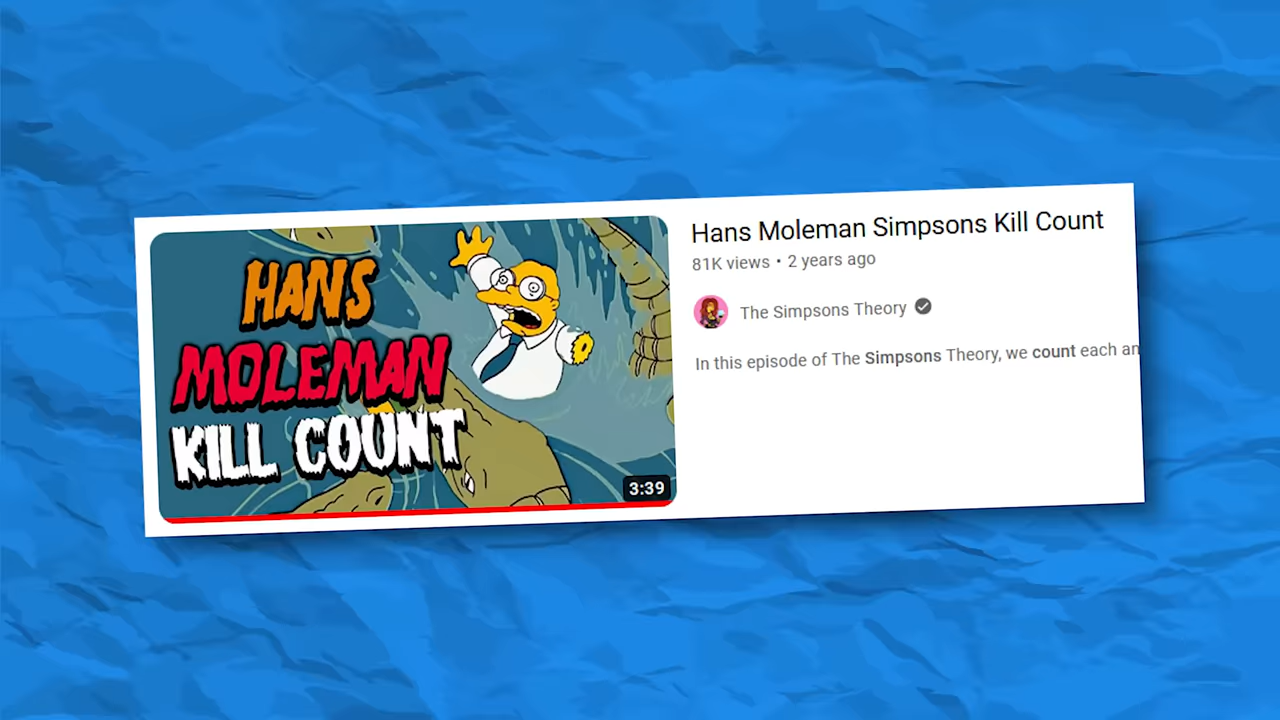 HANS
MOLEMAN
KILL COUNT
3:39
Hans Moleman Simpsons Kill Count
81K views • 2 years ago
The Simpsons Theory
In this episode of The Simpsons Theory, we count each an